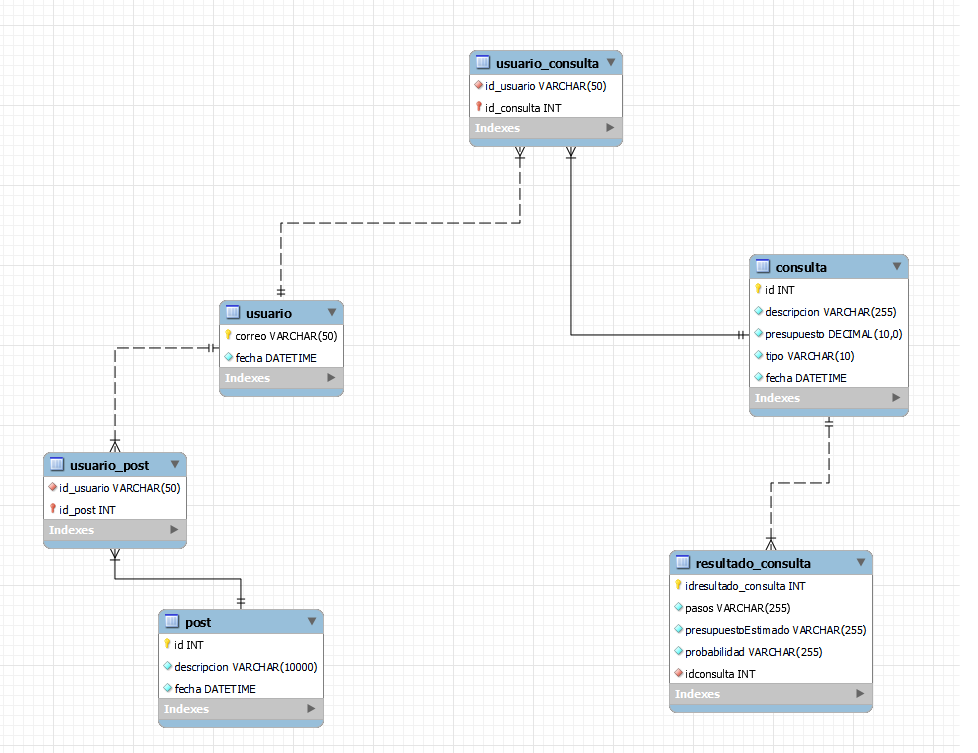 usuario_consulta
id_usuario VARCHAR(50)
id_consulta INT
Indexes
consulta
id INT
descripcion VARCHAR(255)
presupuesto DECIMAL(10,0)
tipo VARCHAR(10)
fecha DATETIME
Indexes
usuario
correo VARCHAR(50)
fecha DATETIME
Indexes
usuario_post
id_usuario VARCHAR(50)
id_post INT
Indexes
resultado_consulta
idresultado_consulta INT
pasos VARCHAR(255)
presupuestoEstimado VARCHAR(255)
probabilidad VARCHAR(255)
idconsulta INT
Indexes
post
id INT
descripcion VARCHAR(10000)
fecha DATETIME
Indexes